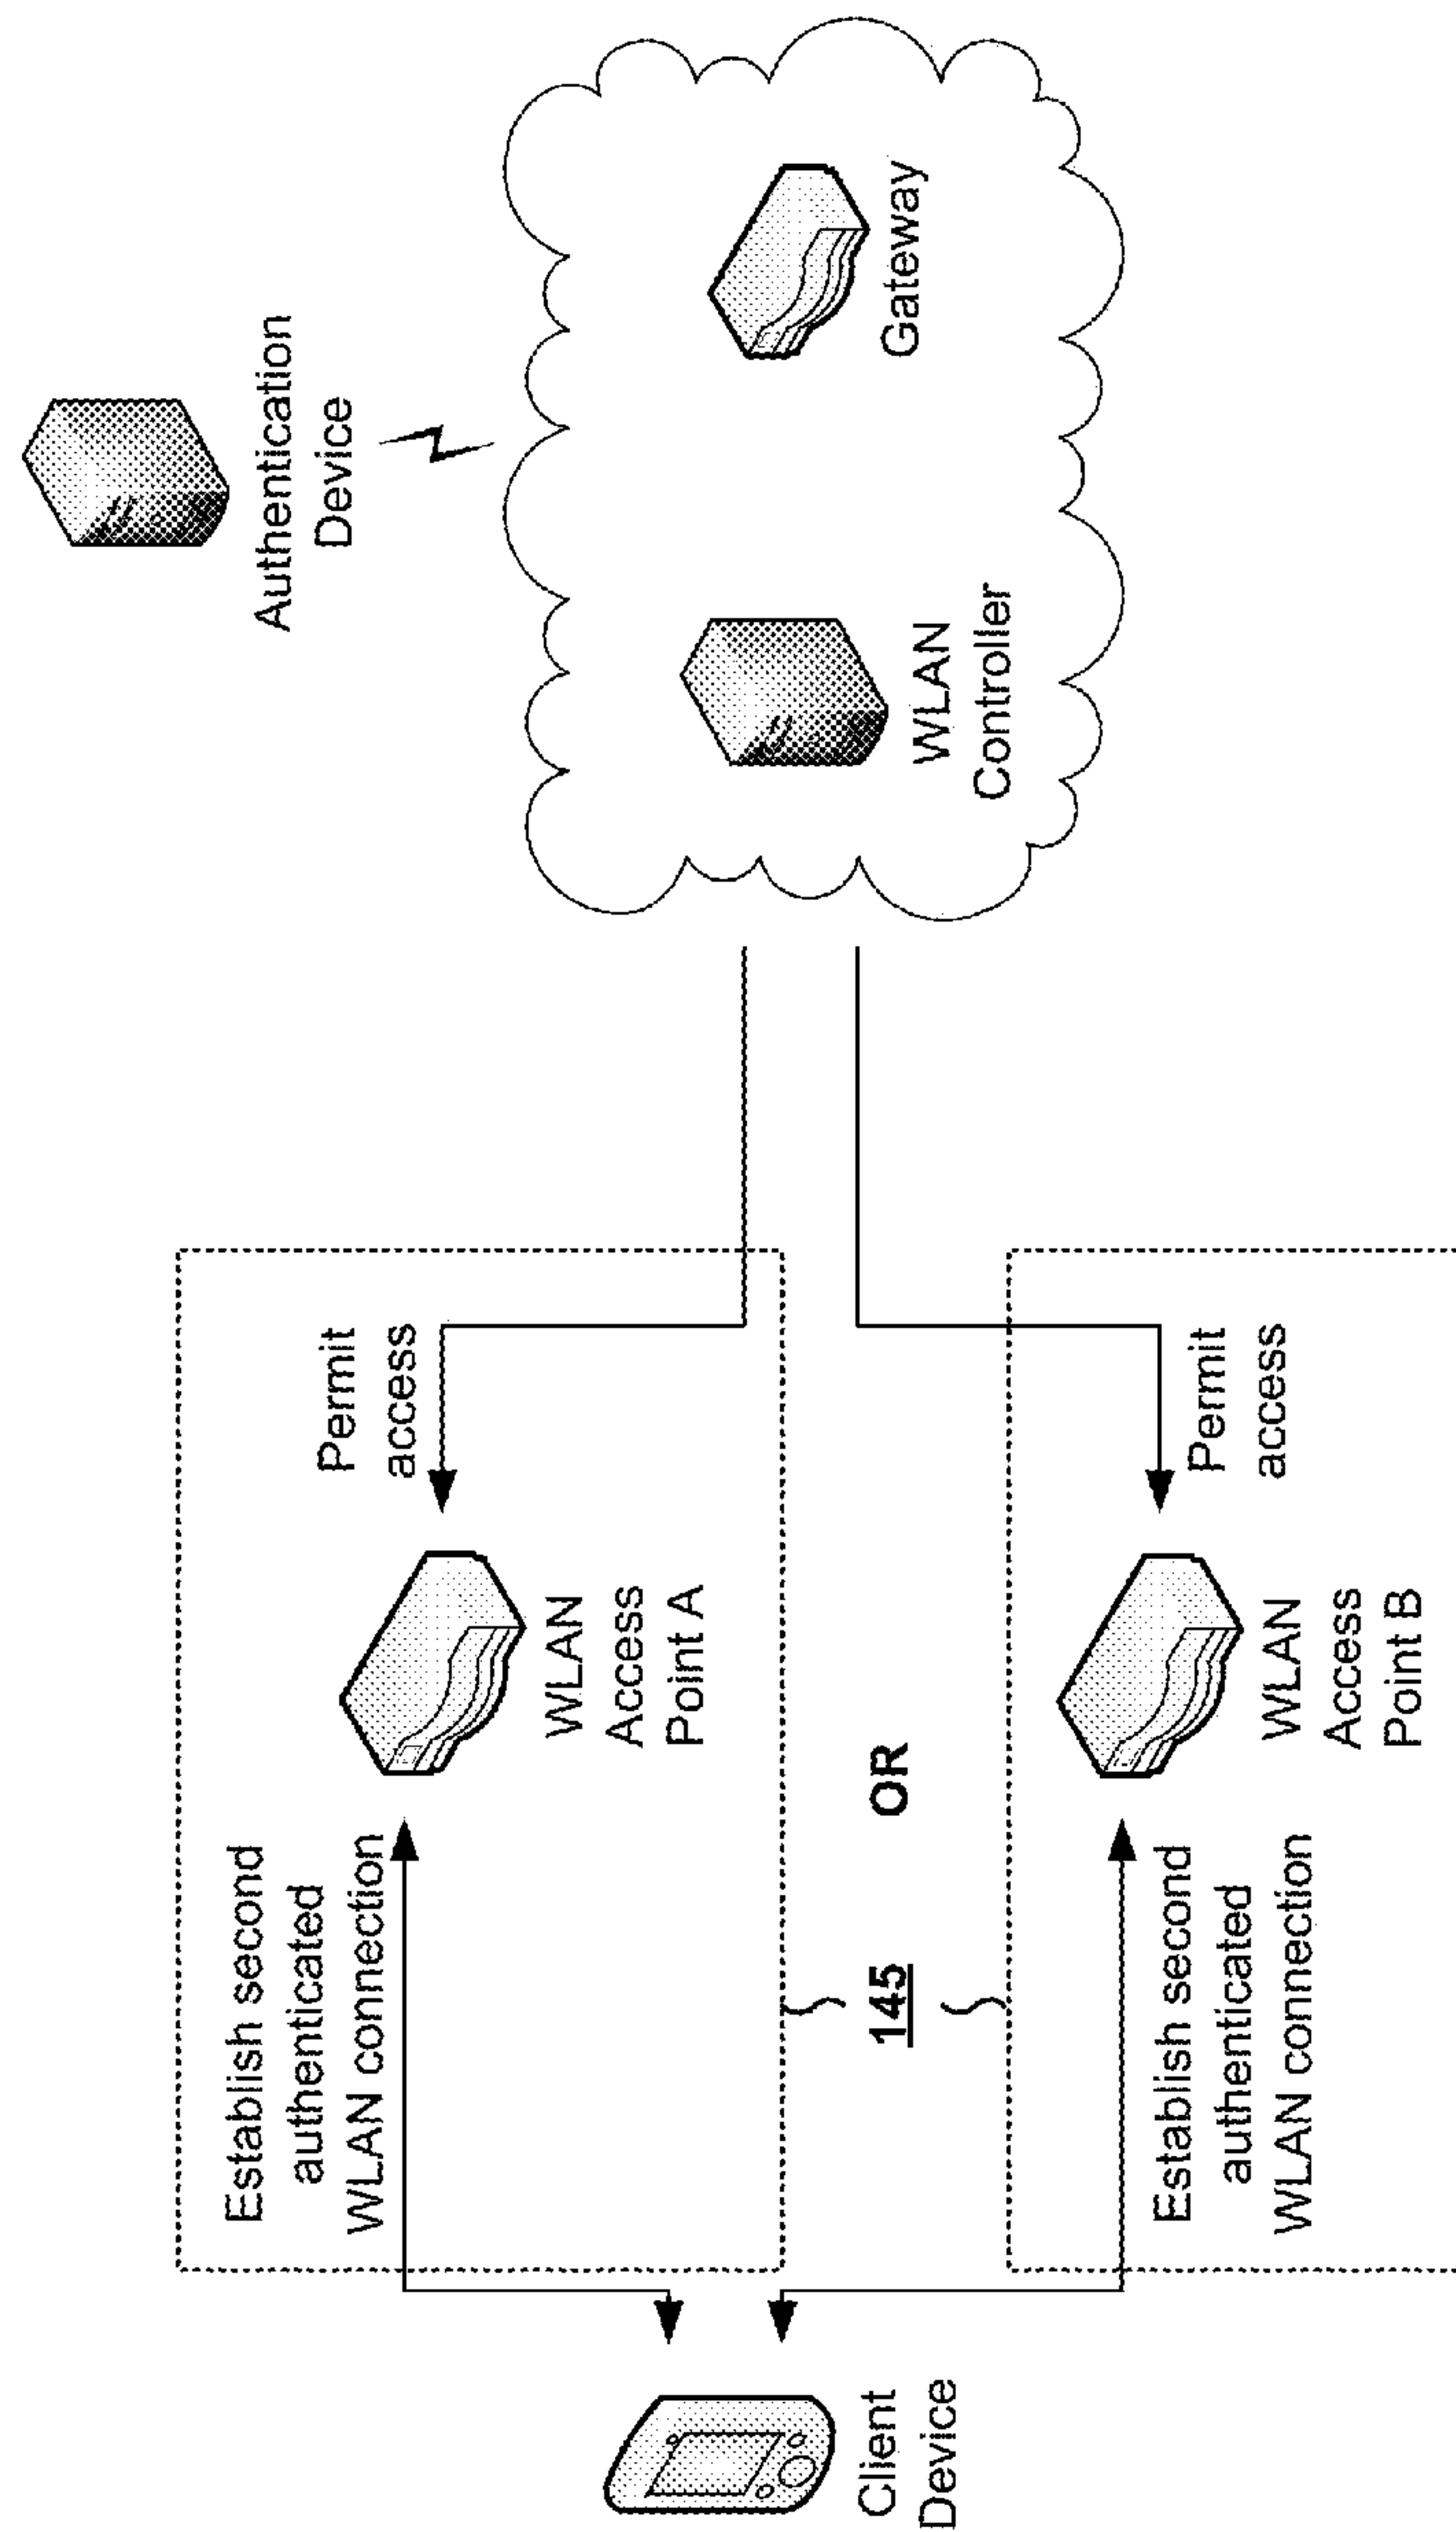 Authentication
Device
Establish second
authenticated
WLAN connection
Permit
access
WLAN
Access
Point A
Client
Device
145
OR
WLAN
Controller
Gateway
Establish second
authenticated
WLAN connection
WLAN
Access
Point B
Permit
access